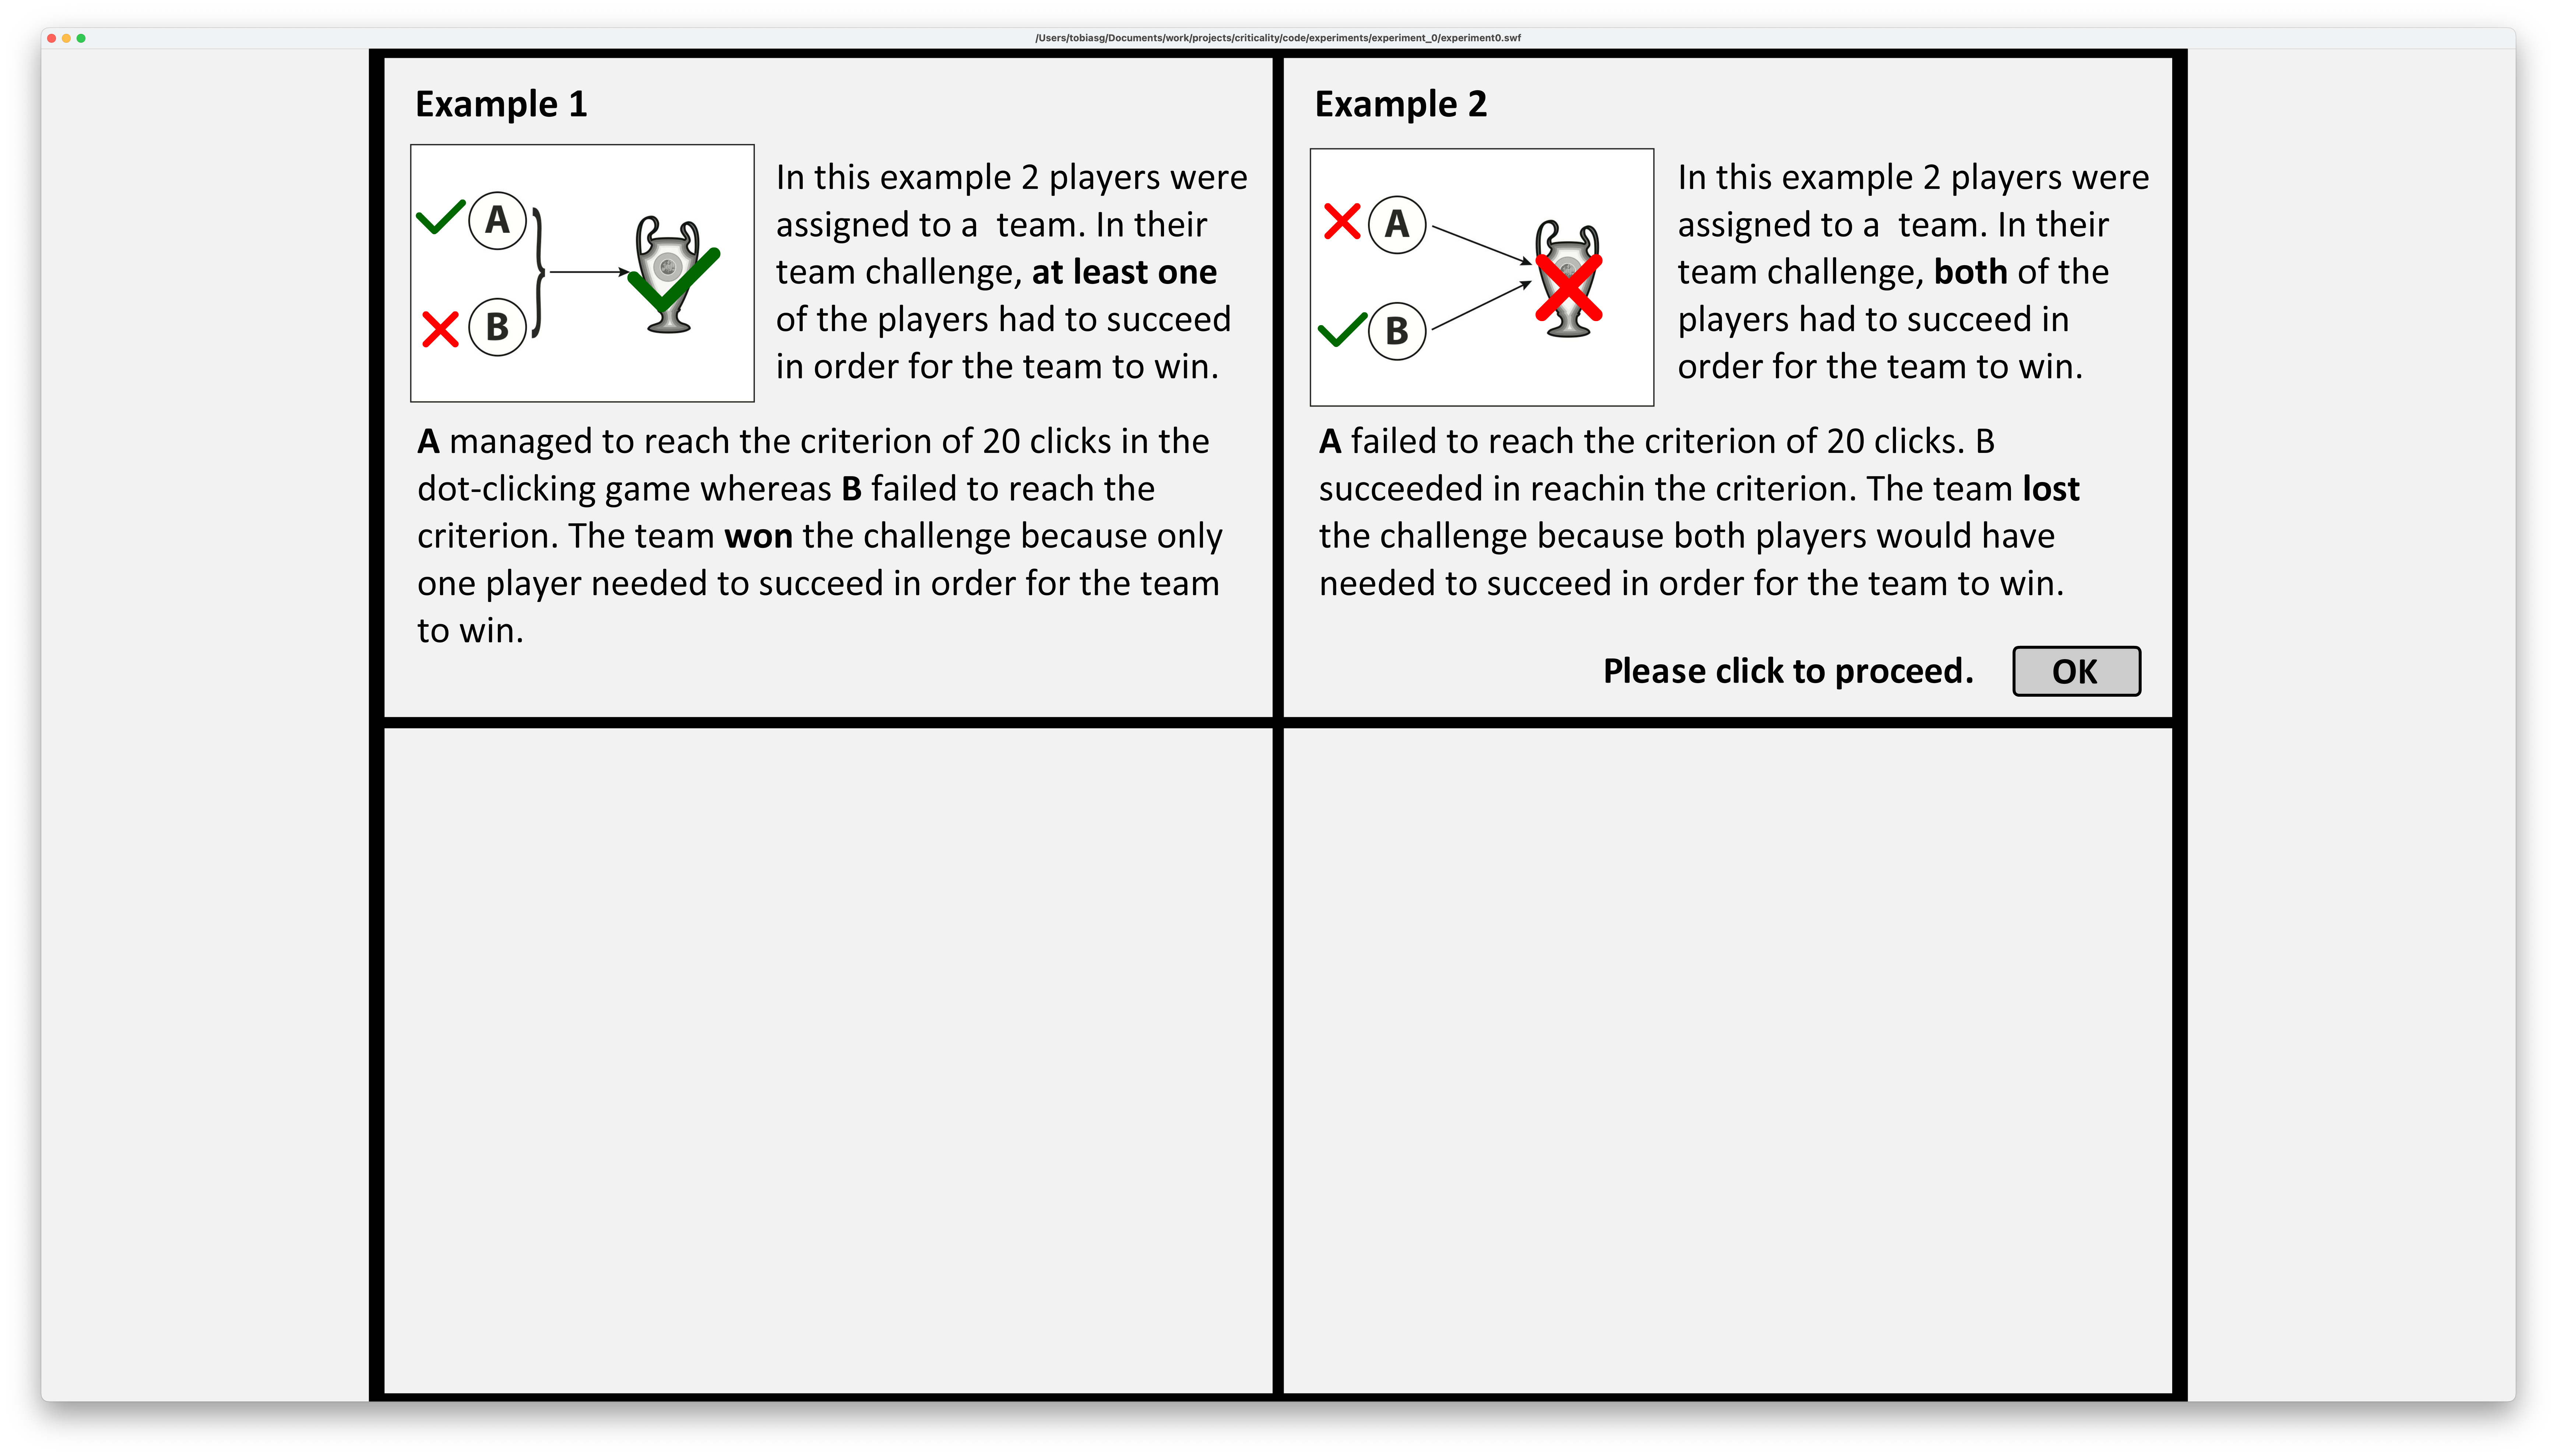 /Users/tobiasg/Documents/work/projects/criticality/code/experiments/experiment_0/experiment0.swf
Example 1
A
B
In this example 2 players were
assigned to a  team. In their
team challenge, at least one
of the players had to succeed
in order for the team to win.
A managed to reach the criterion of 20 clicks in the
dot-clicking game whereas B failed to reach the
criterion. The team won the challenge because only
one player needed to succeed in order for the team
to win.
Example 2
A
B
In this example 2 players were
assigned to a  team. In their
team challenge, both of the
players had to succeed in
order for the team to win.
A failed to reach the criterion of 20 clicks. B
succeeded in reachin the criterion. The team lost
the challenge because both players would have
needed to succeed in order for the team to win.
Please click to proceed.
OK